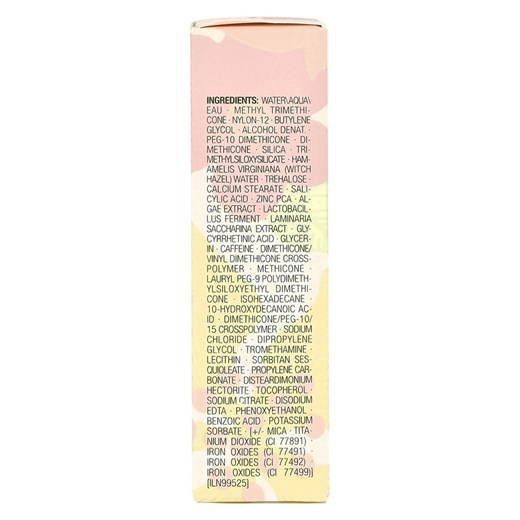 INGREDIENTS: WATER\AQUA\
EAU · METHYL TRIMETHI-
CONE · NYLON-12 · BUTYLENE
GLYCOL · ALCOHOL DENAT. ·
PEG-10 DIMETHICONE · DI-
METHICONE · SILICA · TRI-
METHYLSILOXYSILICATE · HAM-
AMELIS VIRGINIANA (WITCH
HAZEL) WATER · TREHALOSE ·
CALCIUM STEARATE · SALI-
CYLIC ACID · ZINC PCA · AL-
GAE EXTRACT · LACTOBACIL-
LUS FERMENT · LAMINARIA
SACCHARINA EXTRACT · GLY-
CYRRHETINIC ACID · GLYCER-
IN · CAFFEINE · DIMETHICONE/
VINYL DIMETHICONE CROSS-
POLYMER · METHICONE ·
LAURYL PEG-9 POLYDIMETH-
YLSILOXYETHYL DIMETHI-
CONE · ISOHEXADECANE ·
10-HYDROXYDECANOIC AC-
ID · DIMETHICONE/PEG-10/
15 CROSSPOLYMER · SODIUM
CHLORIDE · DIPROPYLENE
GLYCOL · TROMETHAMINE ·
LECITHIN · SORBITAN SES-
QUIOLEATE · PROPYLENE CAR-
BONATE · DISTEARDIMONIUM
HECTORITE · TOCOPHEROL ·
SODIUM CITRATE · DISODIUM
EDTA · PHENOXYETHANOL ·
BENZOIC ACID · POTASSIUM
SORBATE · [+/- MICA · TITA-
NIUM DIOXIDE (CI 77891) ·
IRON OXIDES (CI 77491) ·
IRON OXIDES (CI 77492) ·
IRON OXIDES (CI 77499)]
[ILN99525]